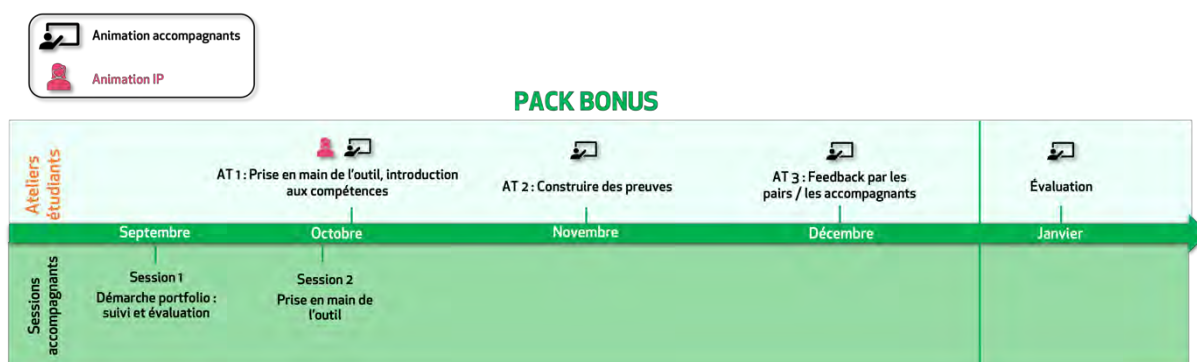 Animation accompagnants
Animation IP
PACK BONUS
Ateliers
étudiants
AT 1 : Prise en main de l'outil, introduction
aux compétences
AT 2 : Construire des preuves
AT 3 : Feedback par les
pairs / les accompagnants
Évaluation
Septembre
Octobre
Novembre
Décembre
Janvier
Sessions
accompagnants
Session 1
Démarche portfolio :
suivi et évaluation
Session 2
Prise en main de
l'outil